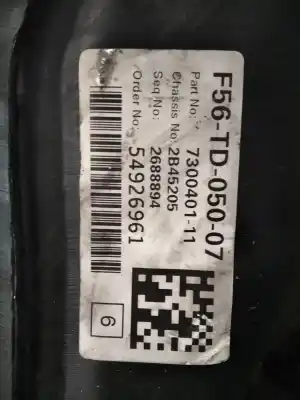 F56-TD-050-07
Part No: 7300401-11
Chassis No: 2B45205
Seq No: 2688894
Order No: 54926961
6